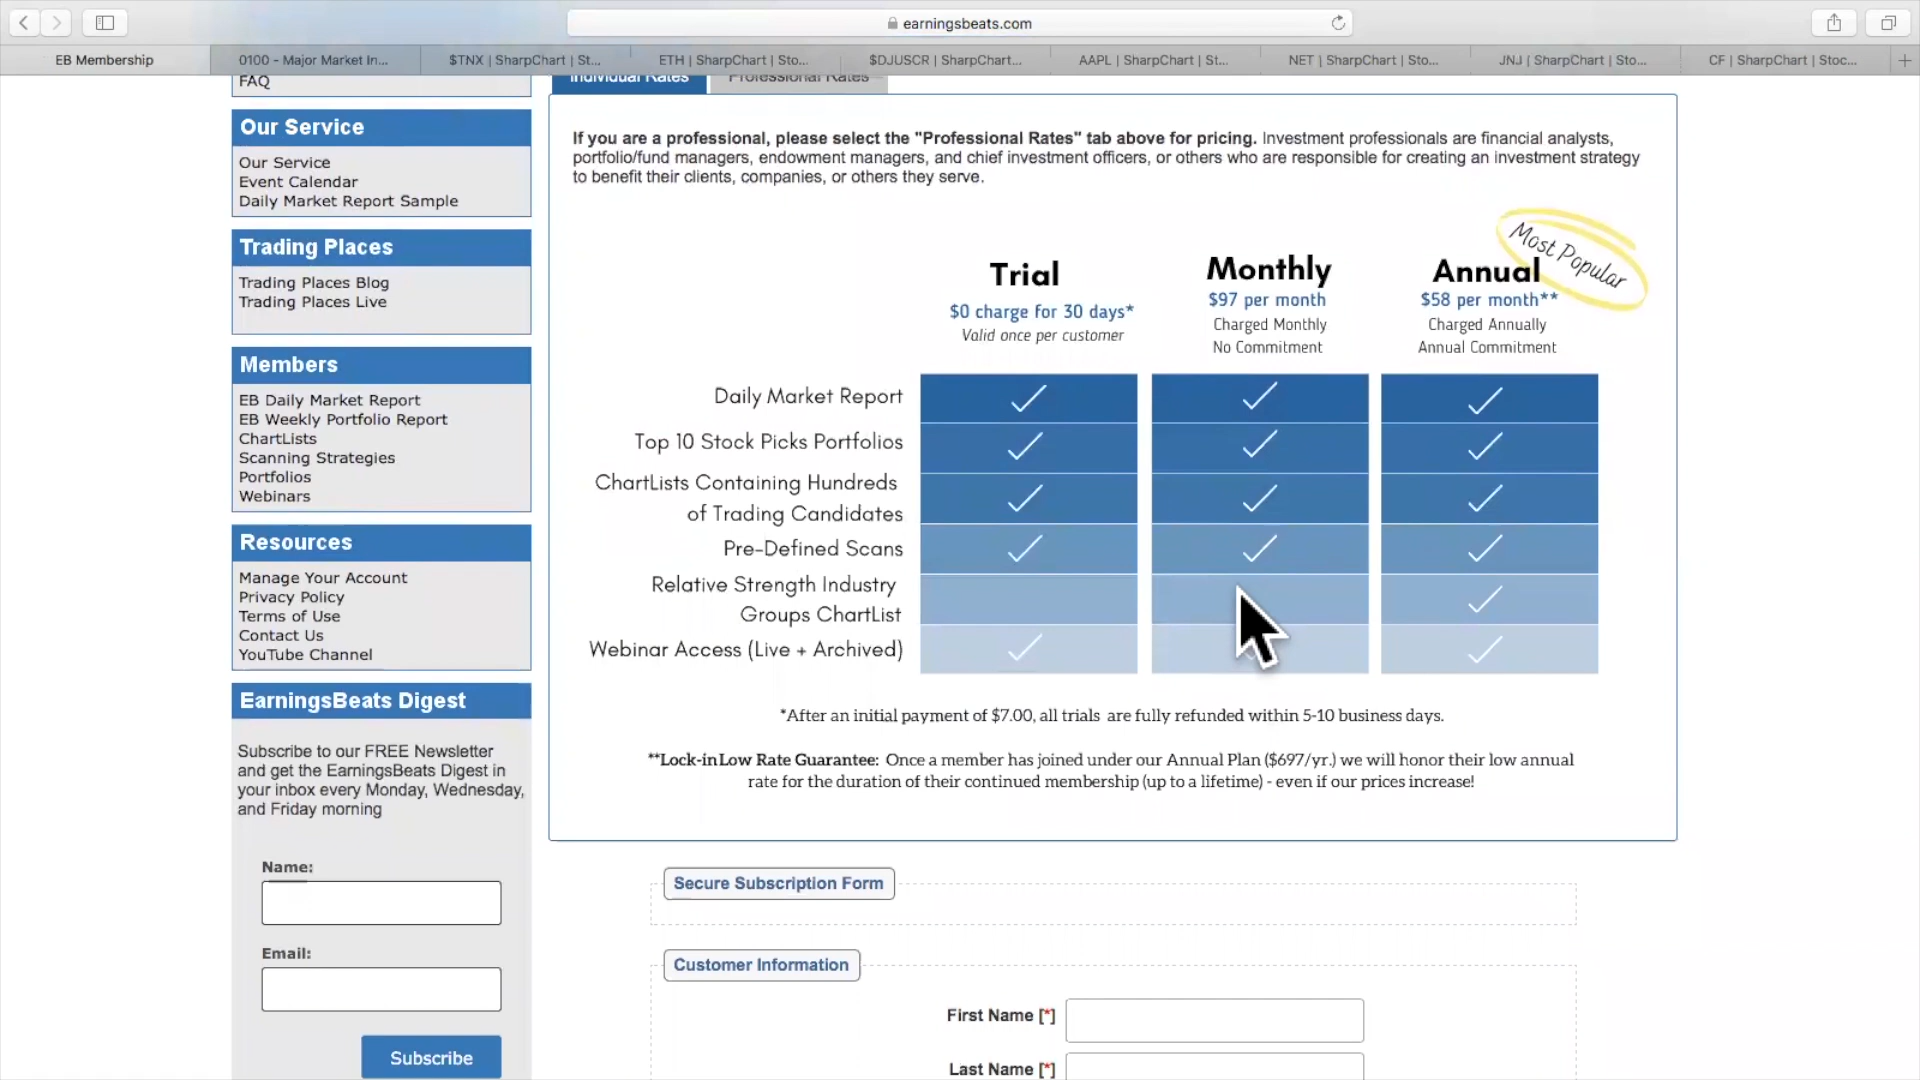 earningsbeats.com
EB Membership
0100 - Major Market In...
$TNX | SharpChart | St...
ETH | SharpChart | Sto...
$DJUSCR | SharpChart...
AAPL | SharpChart | St...
NET | SharpChart | Sto...
JNJ | SharpChart | Sto...
CF | SharpChart | Stoc...
FAQ
Our Service
Our Service
Event Calendar
Daily Market Report Sample
Trading Places
Trading Places Blog
Trading Places Live
Members
EB Daily Market Report
EB Weekly Portfolio Report
ChartLists
Scanning Strategies
Portfolios
Webinars
Resources
Manage Your Account
Privacy Policy
Terms of Use
Contact Us
YouTube Channel
EarningsBeats Digest
Subscribe to our FREE Newsletter
and get the EarningsBeats Digest in
your inbox every Monday, Wednesday,
and Friday morning
Name:
Email:
Subscribe
Individual Rates
Professional Rates
If you are a professional, please select the "Professional Rates" tab above for pricing. Investment professionals are financial analysts,
portfolio/fund managers, endowment managers, and chief investment officers, or others who are responsible for creating an investment strategy
to benefit their clients, companies, or others they serve.
Most Popular
Trial
$0 charge for 30 days*
Valid once per customer
Monthly
$97 per month
Charged Monthly
No Commitment
Annual
$58 per month**
Charged Annually
Annual Commitment
Daily Market Report
Top 10 Stock Picks Portfolios
ChartLists Containing Hundreds
of Trading Candidates
Pre-Defined Scans
Relative Strength Industry
Groups ChartList
Webinar Access (Live + Archived)
*After an initial payment of $7.00, all trials are fully refunded within 5-10 business days.
**Lock-in Low Rate Guarantee: Once a member has joined under our Annual Plan ($697/yr.) we will honor their low annual
rate for the duration of their continued membership (up to a lifetime) - even if our prices increase!
Secure Subscription Form
Customer Information
First Name [*]
Last Name [*]